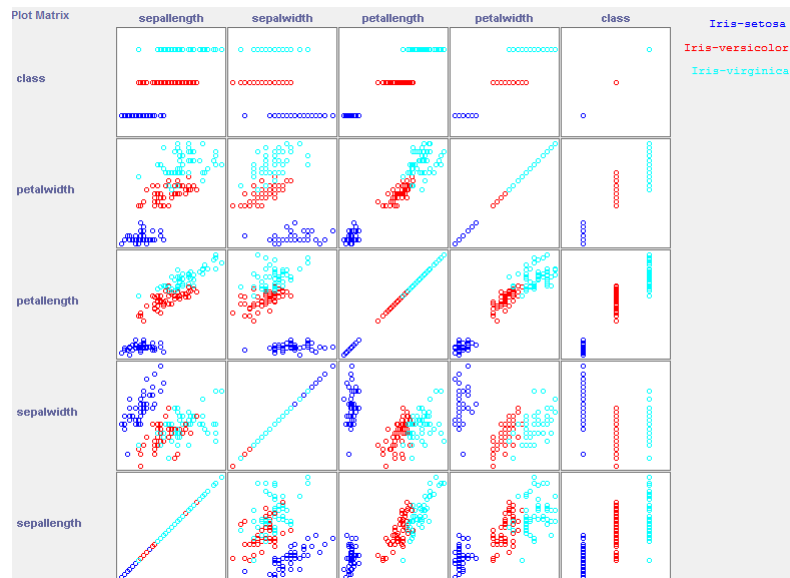 Plot Matrix
sepallength sepalwidth petallength petalwidth class
Iris-setosa
Iris-versicolor
Iris-virginica
class
petalwidth
petallength
sepalwidth
sepallength